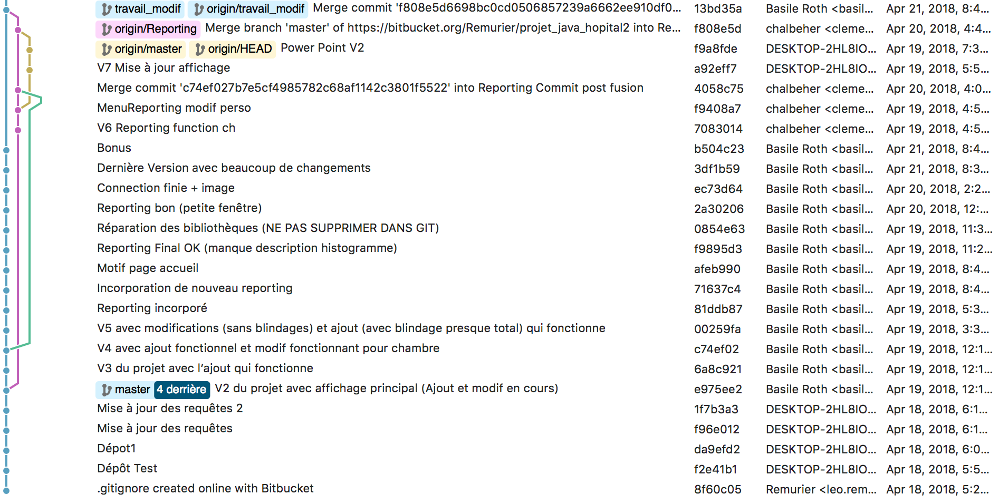 travail_modif origin/travail_modif Merge commit 'f808e5d6698bc0cd0506857239a6662ee910df0... 13bd35a Basile Roth <basil... Apr 21, 2018, 8:4...
origin/Reporting Merge branch 'master' of https://bitbucket.org/Remurier/projet_java_hopital2 into Re... f808e5d chalbeher <cleme... Apr 20, 2018, 4:4...
origin/master origin/HEAD Power Point V2 f9a8fde DESKTOP-2HL8IO... Apr 19, 2018, 7:3...
V7 Mise à jour affichage a92eff7 DESKTOP-2HL8IO... Apr 19, 2018, 5:5...
Merge commit 'c74ef027b7e5cf4985782c68af1142c3801f5522' into Reporting Commit post fusion 4058c75 chalbeher <cleme... Apr 20, 2018, 4:0...
MenuReporting modif perso f9408a7 chalbeher <cleme... Apr 19, 2018, 4:5...
V6 Reporting function ch 7083014 chalbeher <cleme... Apr 19, 2018, 4:5...
Bonus b504c23 Basile Roth <basil... Apr 21, 2018, 8:4...
Dernière Version avec beaucoup de changements 3df1b59 Basile Roth <basil... Apr 21, 2018, 8:3...
Connection finie + image ec73d64 Basile Roth <basil... Apr 20, 2018, 2:2...
Reporting bon (petite fenêtre) 2a30206 Basile Roth <basil... Apr 20, 2018, 12:...
Réparation des bibliothèques (NE PAS SUPPRIMER DANS GIT) 0854e63 Basile Roth <basil... Apr 19, 2018, 11:3...
Reporting Final OK (manque description histogramme) f9895d3 Basile Roth <basil... Apr 19, 2018, 11:2...
Motif page accueil afeb990 Basile Roth <basil... Apr 19, 2018, 8:4...
Incorporation de nouveau reporting 71637c4 Basile Roth <basil... Apr 19, 2018, 8:4...
Reporting incorporé 81ddb87 Basile Roth <basil... Apr 19, 2018, 5:3...
V5 avec modifications (sans blindages) et ajout (avec blindage presque total) qui fonctionne 00259fa Basile Roth <basil... Apr 19, 2018, 3:3...
V4 avec ajout fonctionnel et modif fonctionnant pour chambre c74ef02 Basile Roth <basil... Apr 19, 2018, 12:1...
V3 du projet avec l’ajout qui fonctionne 6a8c921 Basile Roth <basil... Apr 19, 2018, 12:1...
master 4 derrière V2 du projet avec affichage principal (Ajout et modif en cours) e975ee2 Basile Roth <basil... Apr 19, 2018, 12:1...
Mise à jour des requêtes 2 1f7b3a3 DESKTOP-2HL8IO... Apr 18, 2018, 6:1...
Mise à jour des requêtes f96e012 DESKTOP-2HL8IO... Apr 18, 2018, 6:1...
Dépot1 da9efd2 DESKTOP-2HL8IO... Apr 18, 2018, 6:0...
Dépôt Test f2e41b1 DESKTOP-2HL8IO... Apr 18, 2018, 5:5...
.gitignore created online with Bitbucket 8f60c05 Remurier <leo.rem... Apr 18, 2018, 5:2...